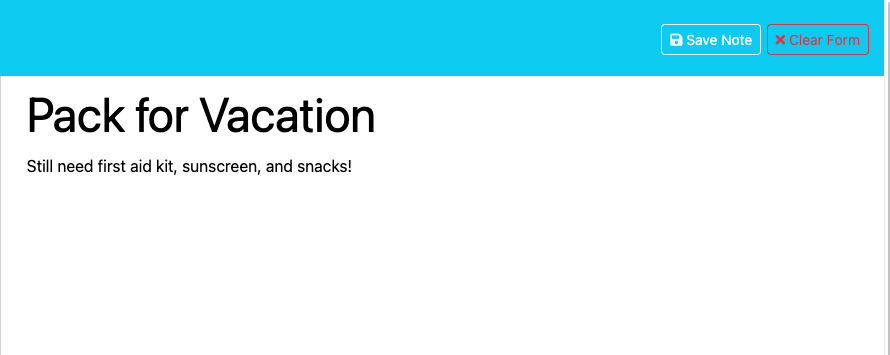 Save Note Clear Form
Pack for Vacation
Still need first aid kit, sunscreen, and snacks!